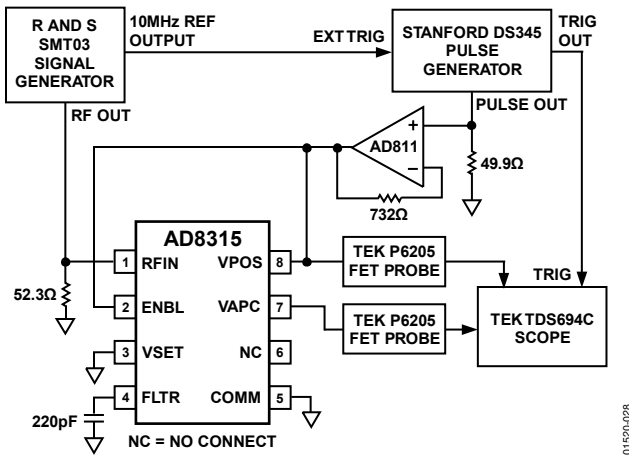 R AND S
SMT03
SIGNAL
GENERATOR
10MHz REF
OUTPUT
EXT TRIG
STANFORD DS345
PULSE
GENERATOR
TRIG
OUT
RF OUT
PULSE OUT
+
AD811
–
49.9Ω
732Ω
AD8315
1
RFIN
VPOS
8
TEK P6205
FET PROBE
TRIG
52.3Ω
2
ENBL
VAPC
7
TEK P6205
FET PROBE
TEK TDS694C
SCOPE
3
VSET
NC
6
4
FLTR
COMM
5
220pF
NC = NO CONNECT
01520-028